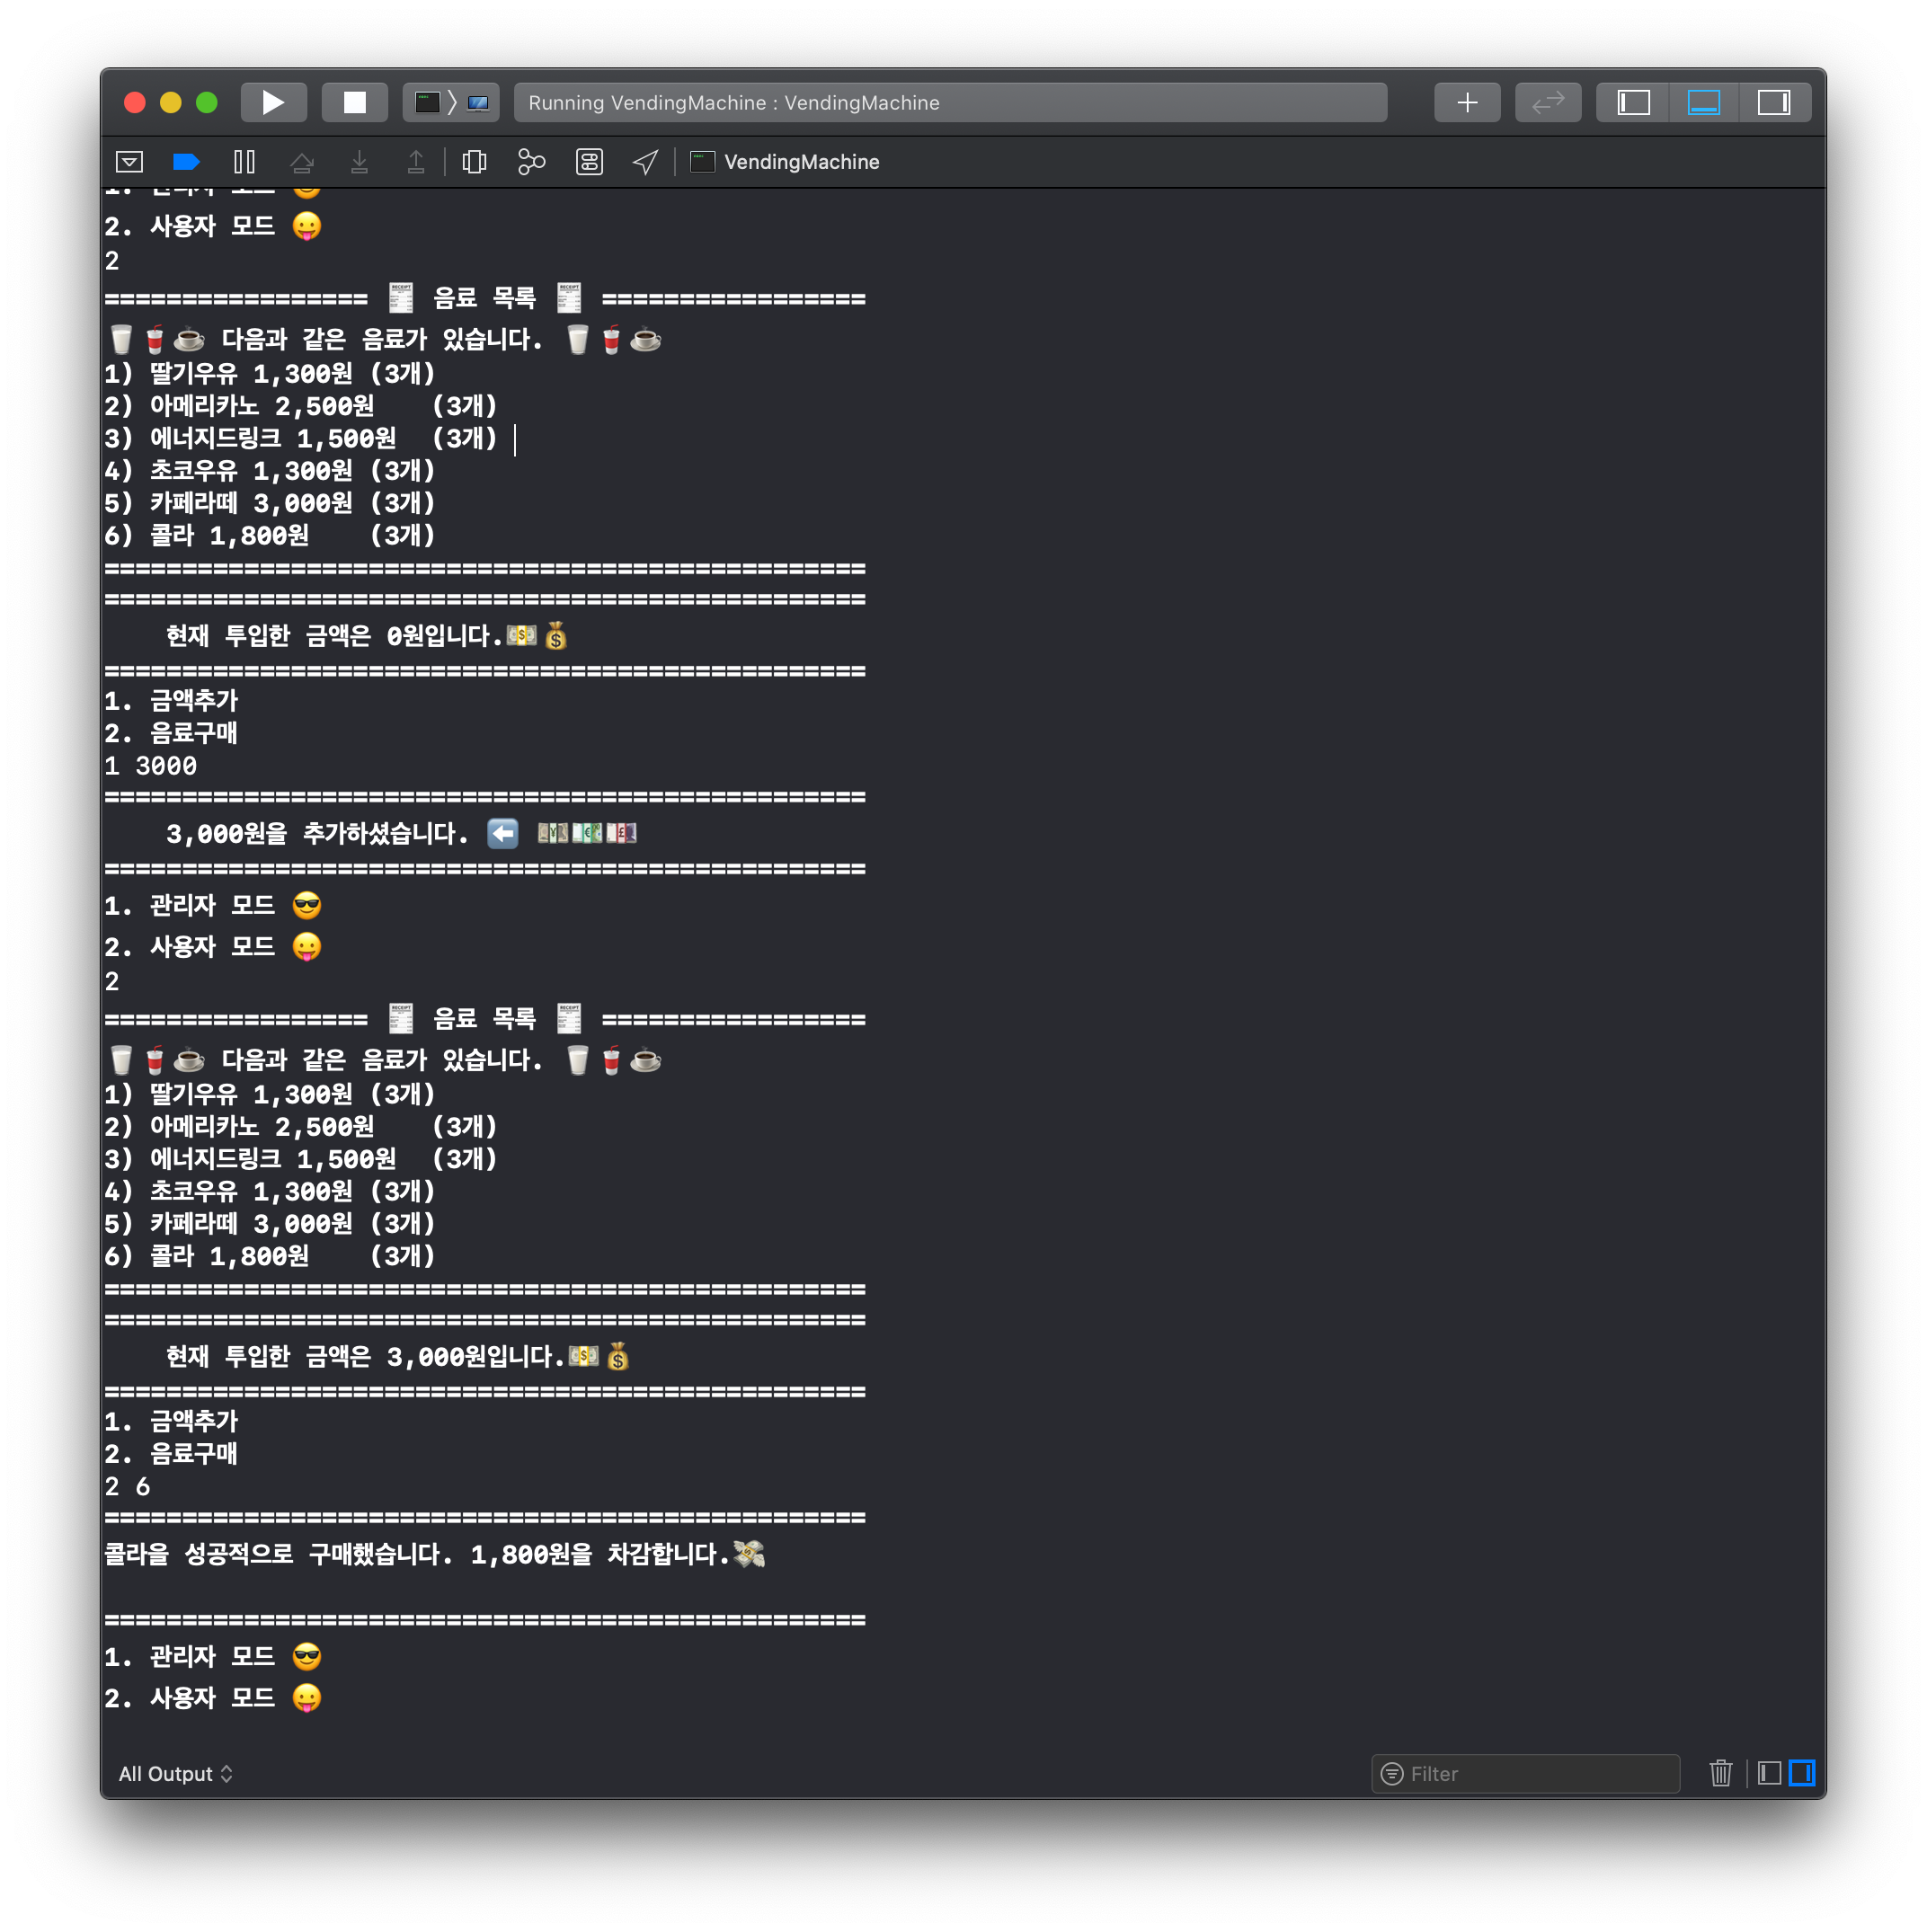 Running VendingMachine : VendingMachine
VendingMachine
1. 관리자 모드 😎
2. 사용자 모드 😛
2
================= 🧾 음료 목록 🧾 =================
🥛🥤☕️ 다음과 같은 음료가 있습니다. 🥛🥤☕️
1) 딸기우유 1,300원 (3개)
2) 아메리카노 2,500원 (3개)
3) 에너지드링크 1,500원 (3개)
4) 초코우유 1,300원 (3개)
5) 카페라떼 3,000원 (3개)
6) 콜라 1,800원 (3개)
=================================================
=================================================
현재 투입한 금액은 0원입니다.💵💰
=================================================
1. 금액추가
2. 음료구매
1 3000
=================================================
3,000원을 추가하셨습니다. ⬅️ 💴💶💷
=================================================
1. 관리자 모드 😎
2. 사용자 모드 😛
2
================= 🧾 음료 목록 🧾 =================
🥛🥤☕️ 다음과 같은 음료가 있습니다. 🥛🥤☕️
1) 딸기우유 1,300원 (3개)
2) 아메리카노 2,500원 (3개)
3) 에너지드링크 1,500원 (3개)
4) 초코우유 1,300원 (3개)
5) 카페라떼 3,000원 (3개)
6) 콜라 1,800원 (3개)
=================================================
=================================================
현재 투입한 금액은 3,000원입니다.💵💰
=================================================
1. 금액추가
2. 음료구매
2 6
=================================================
콜라을 성공적으로 구매했습니다. 1,800원을 차감합니다.💸
=================================================
1. 관리자 모드 😎
2. 사용자 모드 😛
All Output
Filter